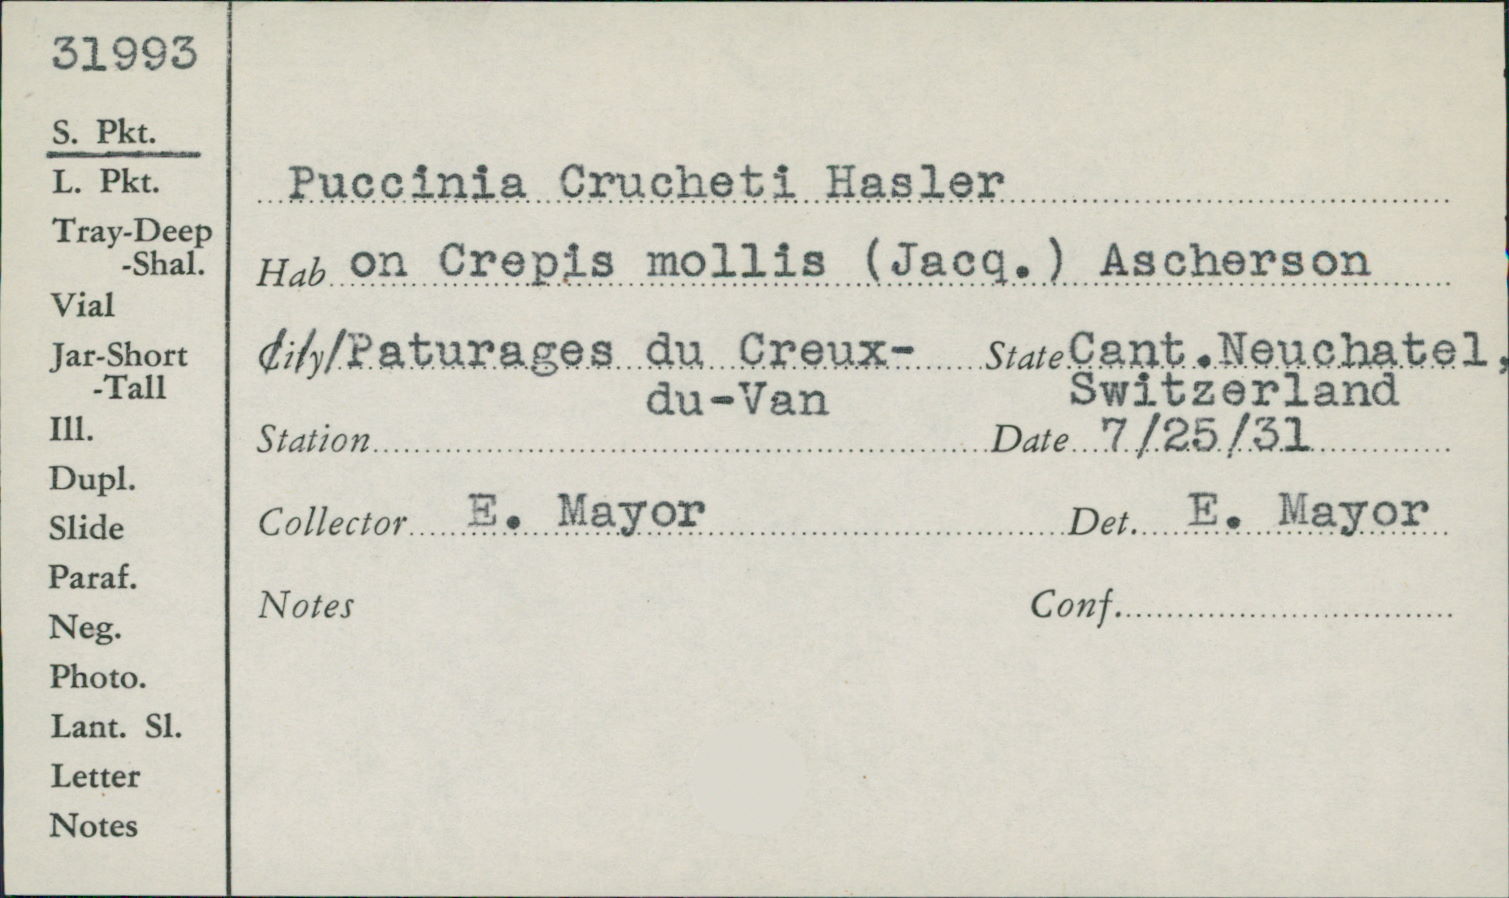 31993
S. Pkt.
L. Pkt.
Tray-Deep
-Shal.
Vial
Jar-Short
-Tall
Ill.
Dupl.
Slide
Paraf.
Neg.
Photo.
Lant. Sl.
Letter
Notes
Puccinia Crucheti Hasler
Hab on Crepis mollis (Jacq.) Ascherson
City Paturages du Creux- State Cant.Neuchatel,
du-Van Switzerland
Station Date 7/25/31
Collector E. Mayor Det. E. Mayor
Notes Conf.